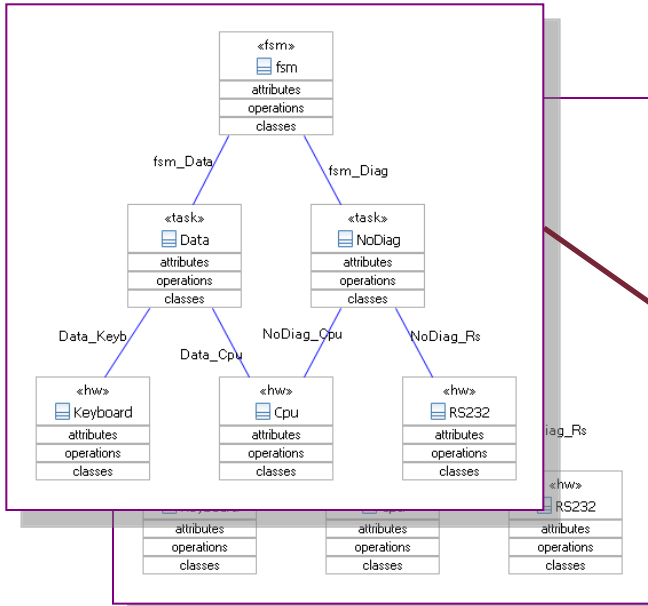 «fsm»
fsm
attributes
operations
classes
fsm_Data
fsm_Diag
«task»
Data
attributes
operations
classes
«task»
NoDiag
attributes
operations
classes
Data_Keyb
Data_Cpu
NoDiag_Cpu
NoDiag_Rs
«hw»
Keyboard
attributes
operations
classes
«hw»
Cpu
attributes
operations
classes
«hw»
RS232
attributes
operations
classes
iag_Rs
«hw»
RS232
attributes
operations
classes
attributes
operations
classes
attributes
operations
classes